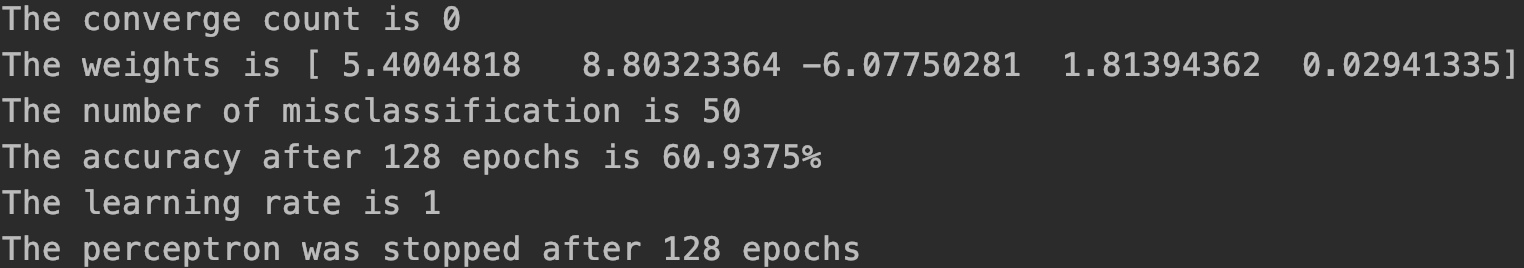 The converge count is 0
The weights is [ 5.4004818   8.80323364 -6.07750281  1.81394362  0.02941335]
The number of misclassification is 50
The accuracy after 128 epochs is 60.9375%
The learning rate is 1
The perceptron was stopped after 128 epochs